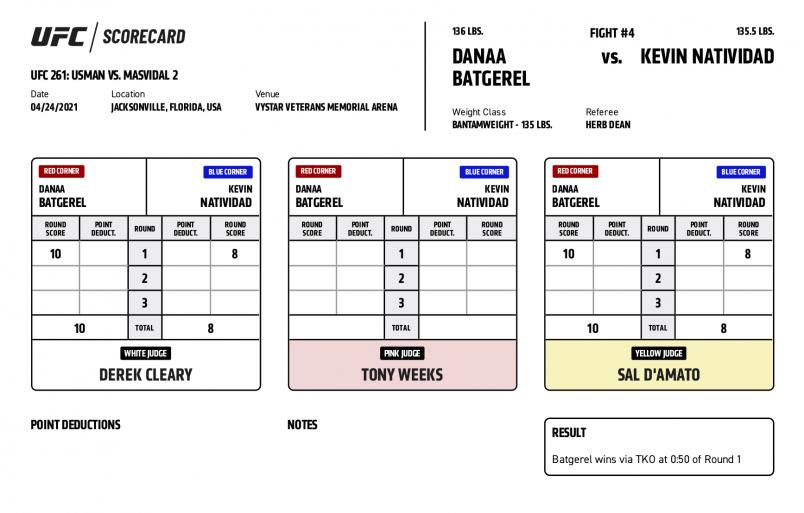 UFC / SCORECARD
UFC 261: USMAN VS. MASVIDAL 2
Date Location Venue
04/24/2021 JACKSONVILLE, FLORIDA, USA VYSTAR VETERANS MEMORIAL ARENA
136 LBS. FIGHT #4 135.5 LBS.
DANAA BATGEREL vs. KEVIN NATIVIDAD
Weight Class Referee
BANTAMWEIGHT - 135 LBS. HERB DEAN
RED CORNER BLUE CORNER
DANAA KEVIN
BATGEREL NATIVIDAD
ROUND SCORE POINT DEDUCT. ROUND POINT DEDUCT. ROUND SCORE
10 1 8
2
3
10 TOTAL 8
WHITE JUDGE
DEREK CLEARY
RED CORNER BLUE CORNER
DANAA KEVIN
BATGEREL NATIVIDAD
ROUND SCORE POINT DEDUCT. ROUND POINT DEDUCT. ROUND SCORE
1
2
3
TOTAL
PINK JUDGE
TONY WEEKS
RED CORNER BLUE CORNER
DANAA KEVIN
BATGEREL NATIVIDAD
ROUND SCORE POINT DEDUCT. ROUND POINT DEDUCT. ROUND SCORE
10 1 8
2
3
10 TOTAL 8
YELLOW JUDGE
SAL D'AMATO
POINT DEDUCTIONS
NOTES
RESULT
Batgerel wins via TKO at 0:50 of Round 1